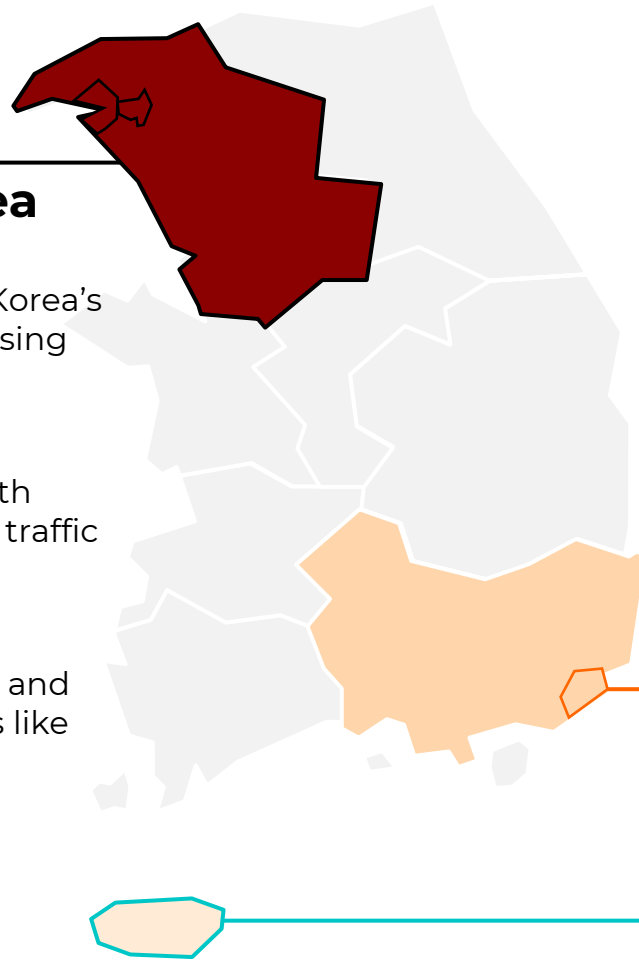 ea
Korea’s
sing
th
traffic
and
s like